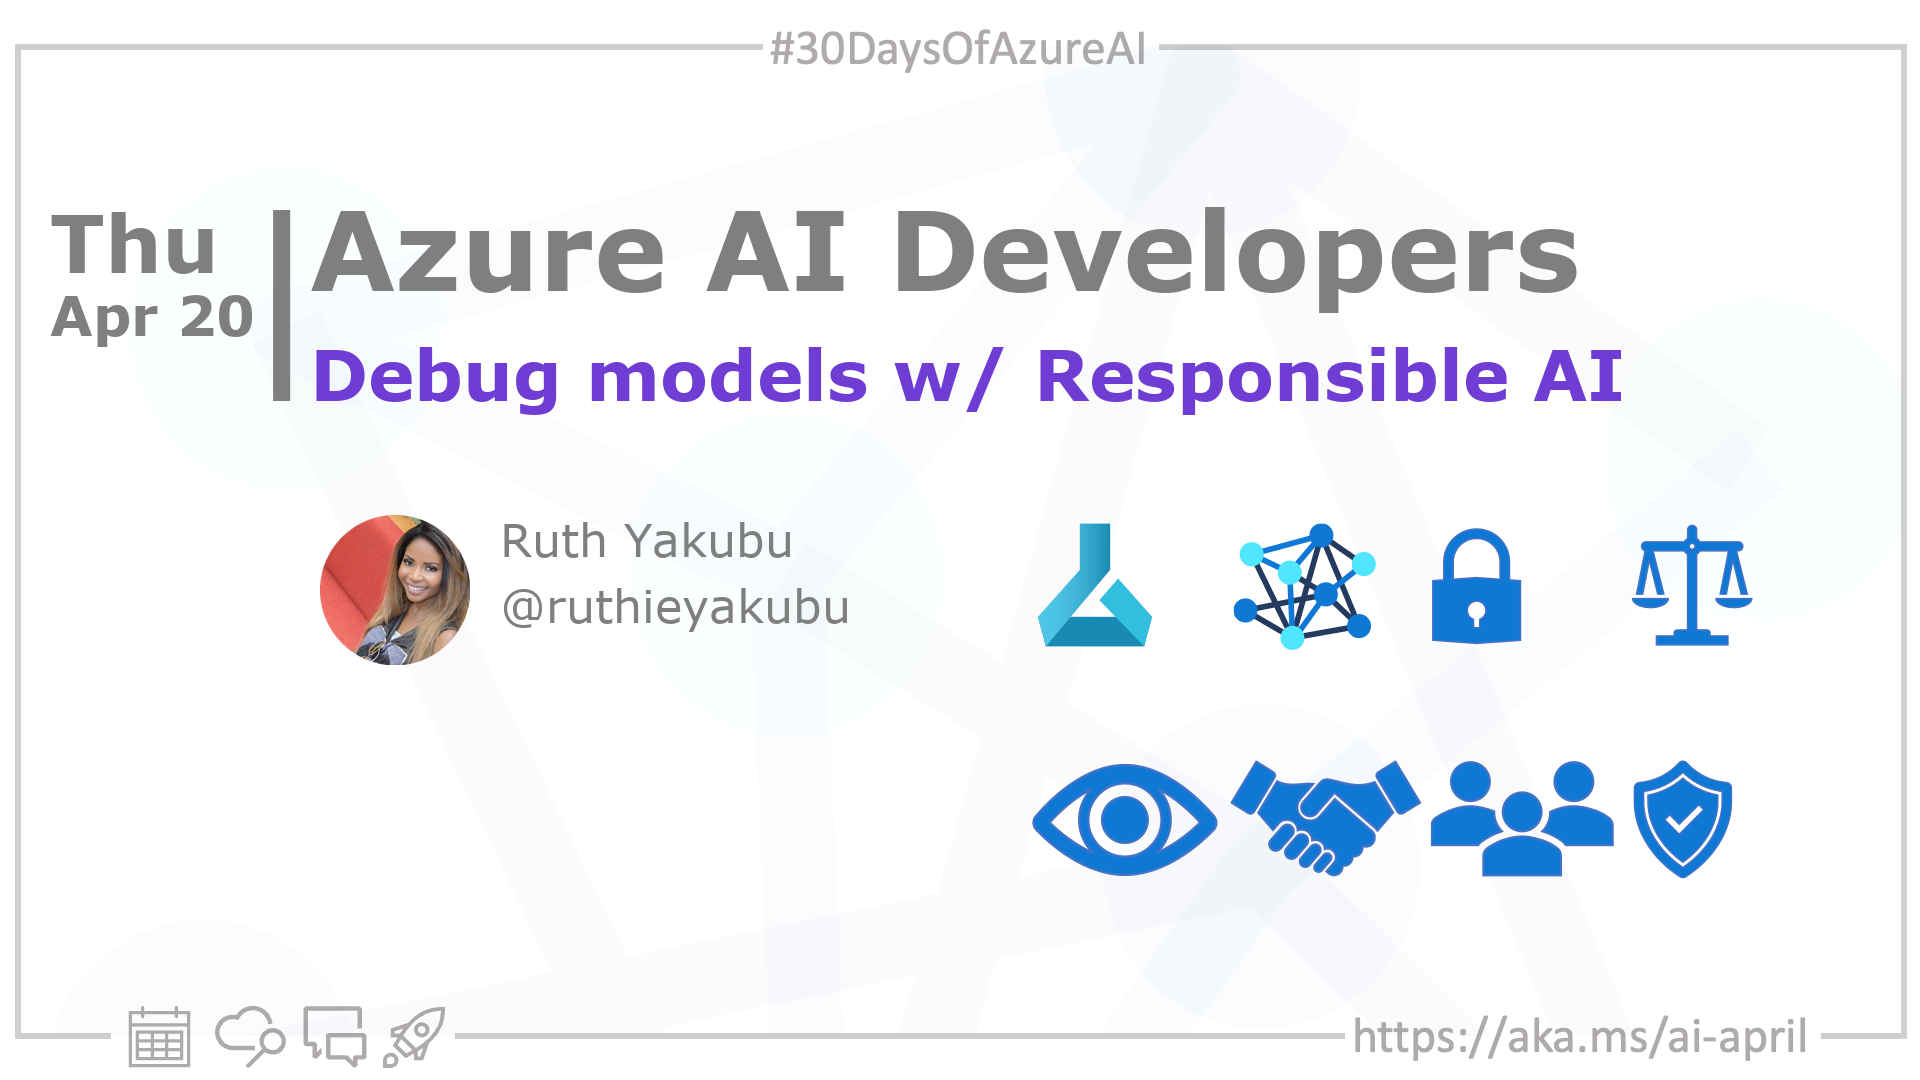 #30DaysOfAzureAI
Thu
Apr 20
Azure AI Developers
Debug models w/ Responsible AI
Ruth Yakubu
@ruthieyakubu
https://aka.ms/ai-april